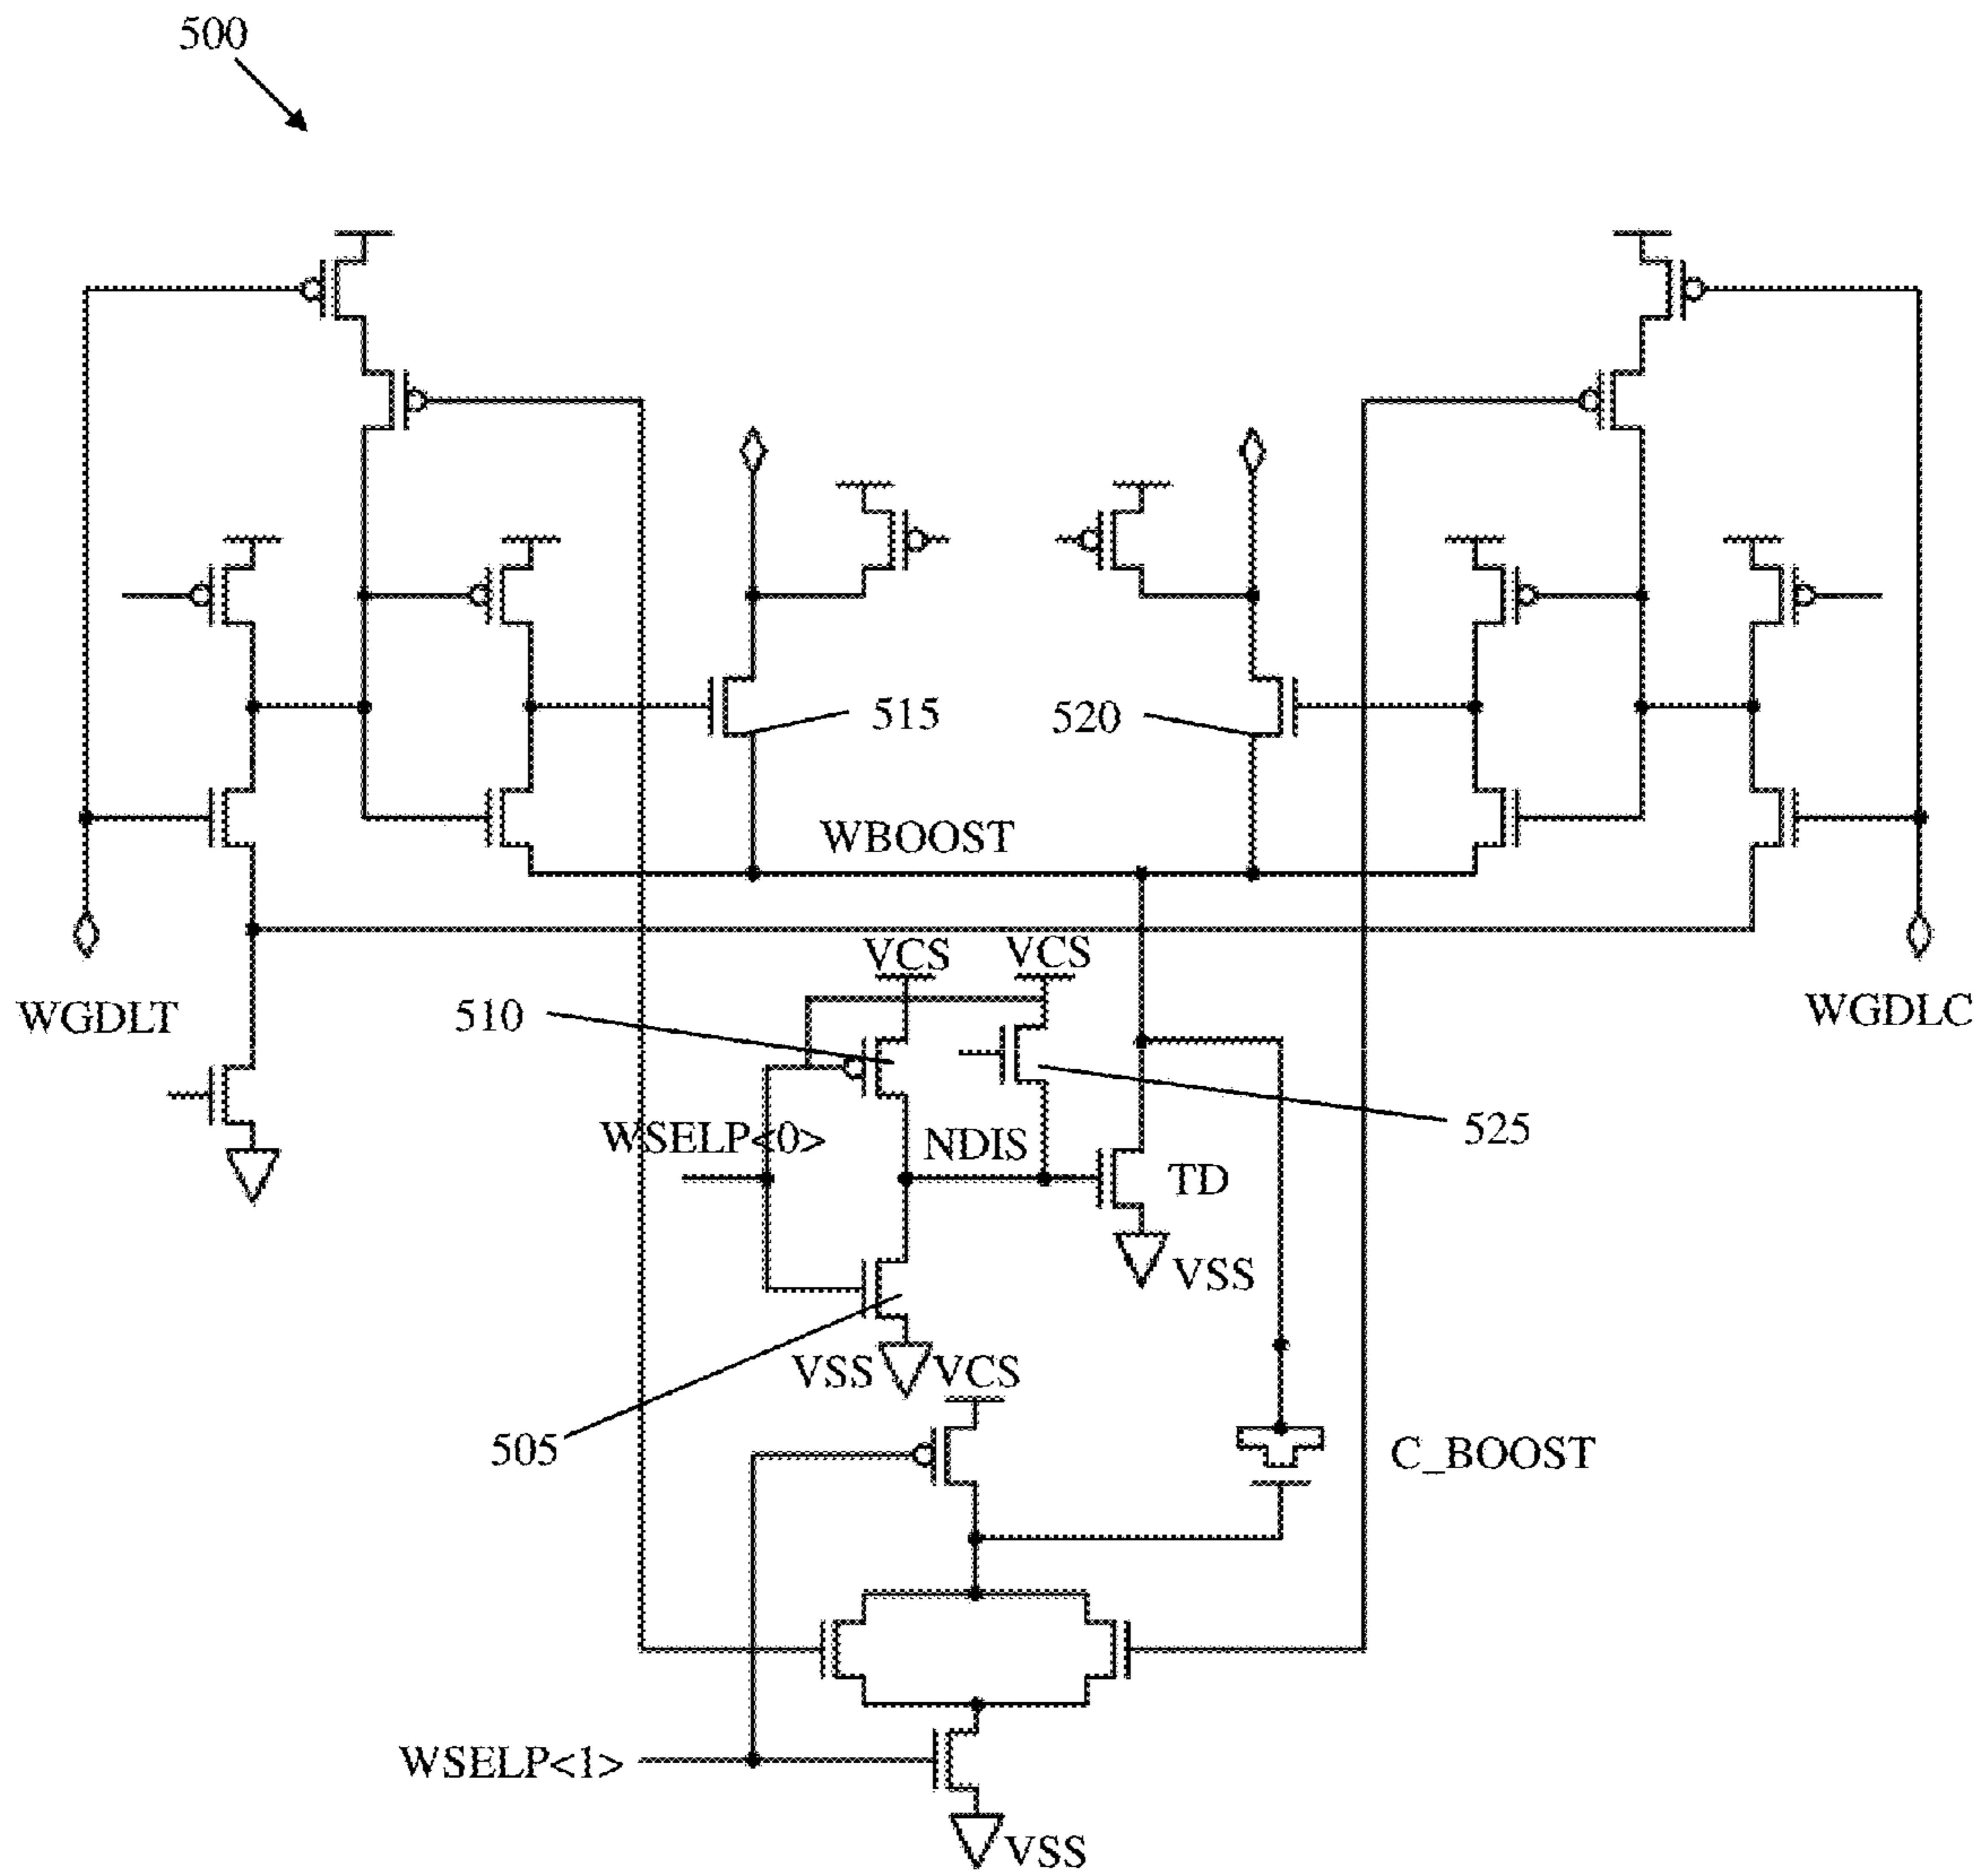 500
515
520
WBOOST
VCS
VCS
WGDLT
510
WGDLC
525
WSELP<0>
NDIS
TD
VSS
VSS
VCS
505
C_BOOST
WSELP<1>
VSS